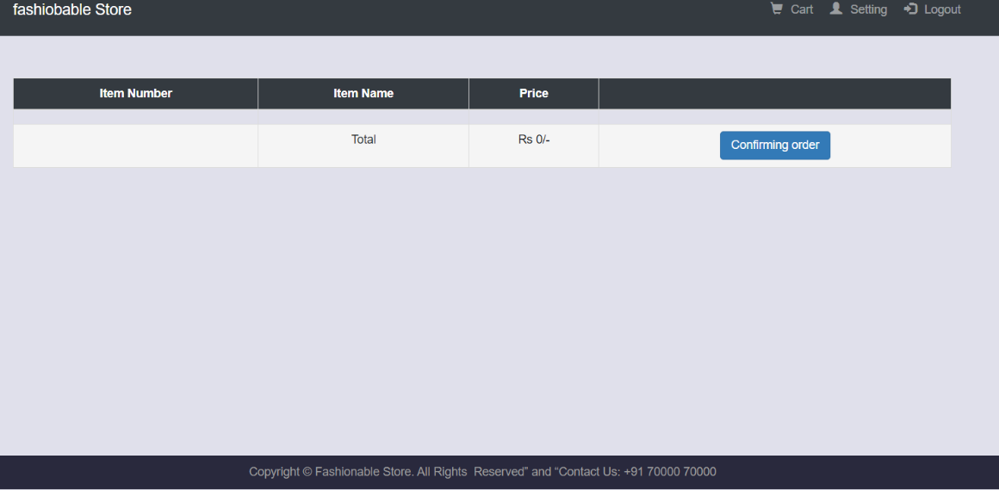 fashiobable Store Cart Setting Logout
Item Number Item Name Price
Total Rs 0/- Confirming order
Copyright © Fashionable Store. All Rights  Reserved” and “Contact Us: +91 70000 70000